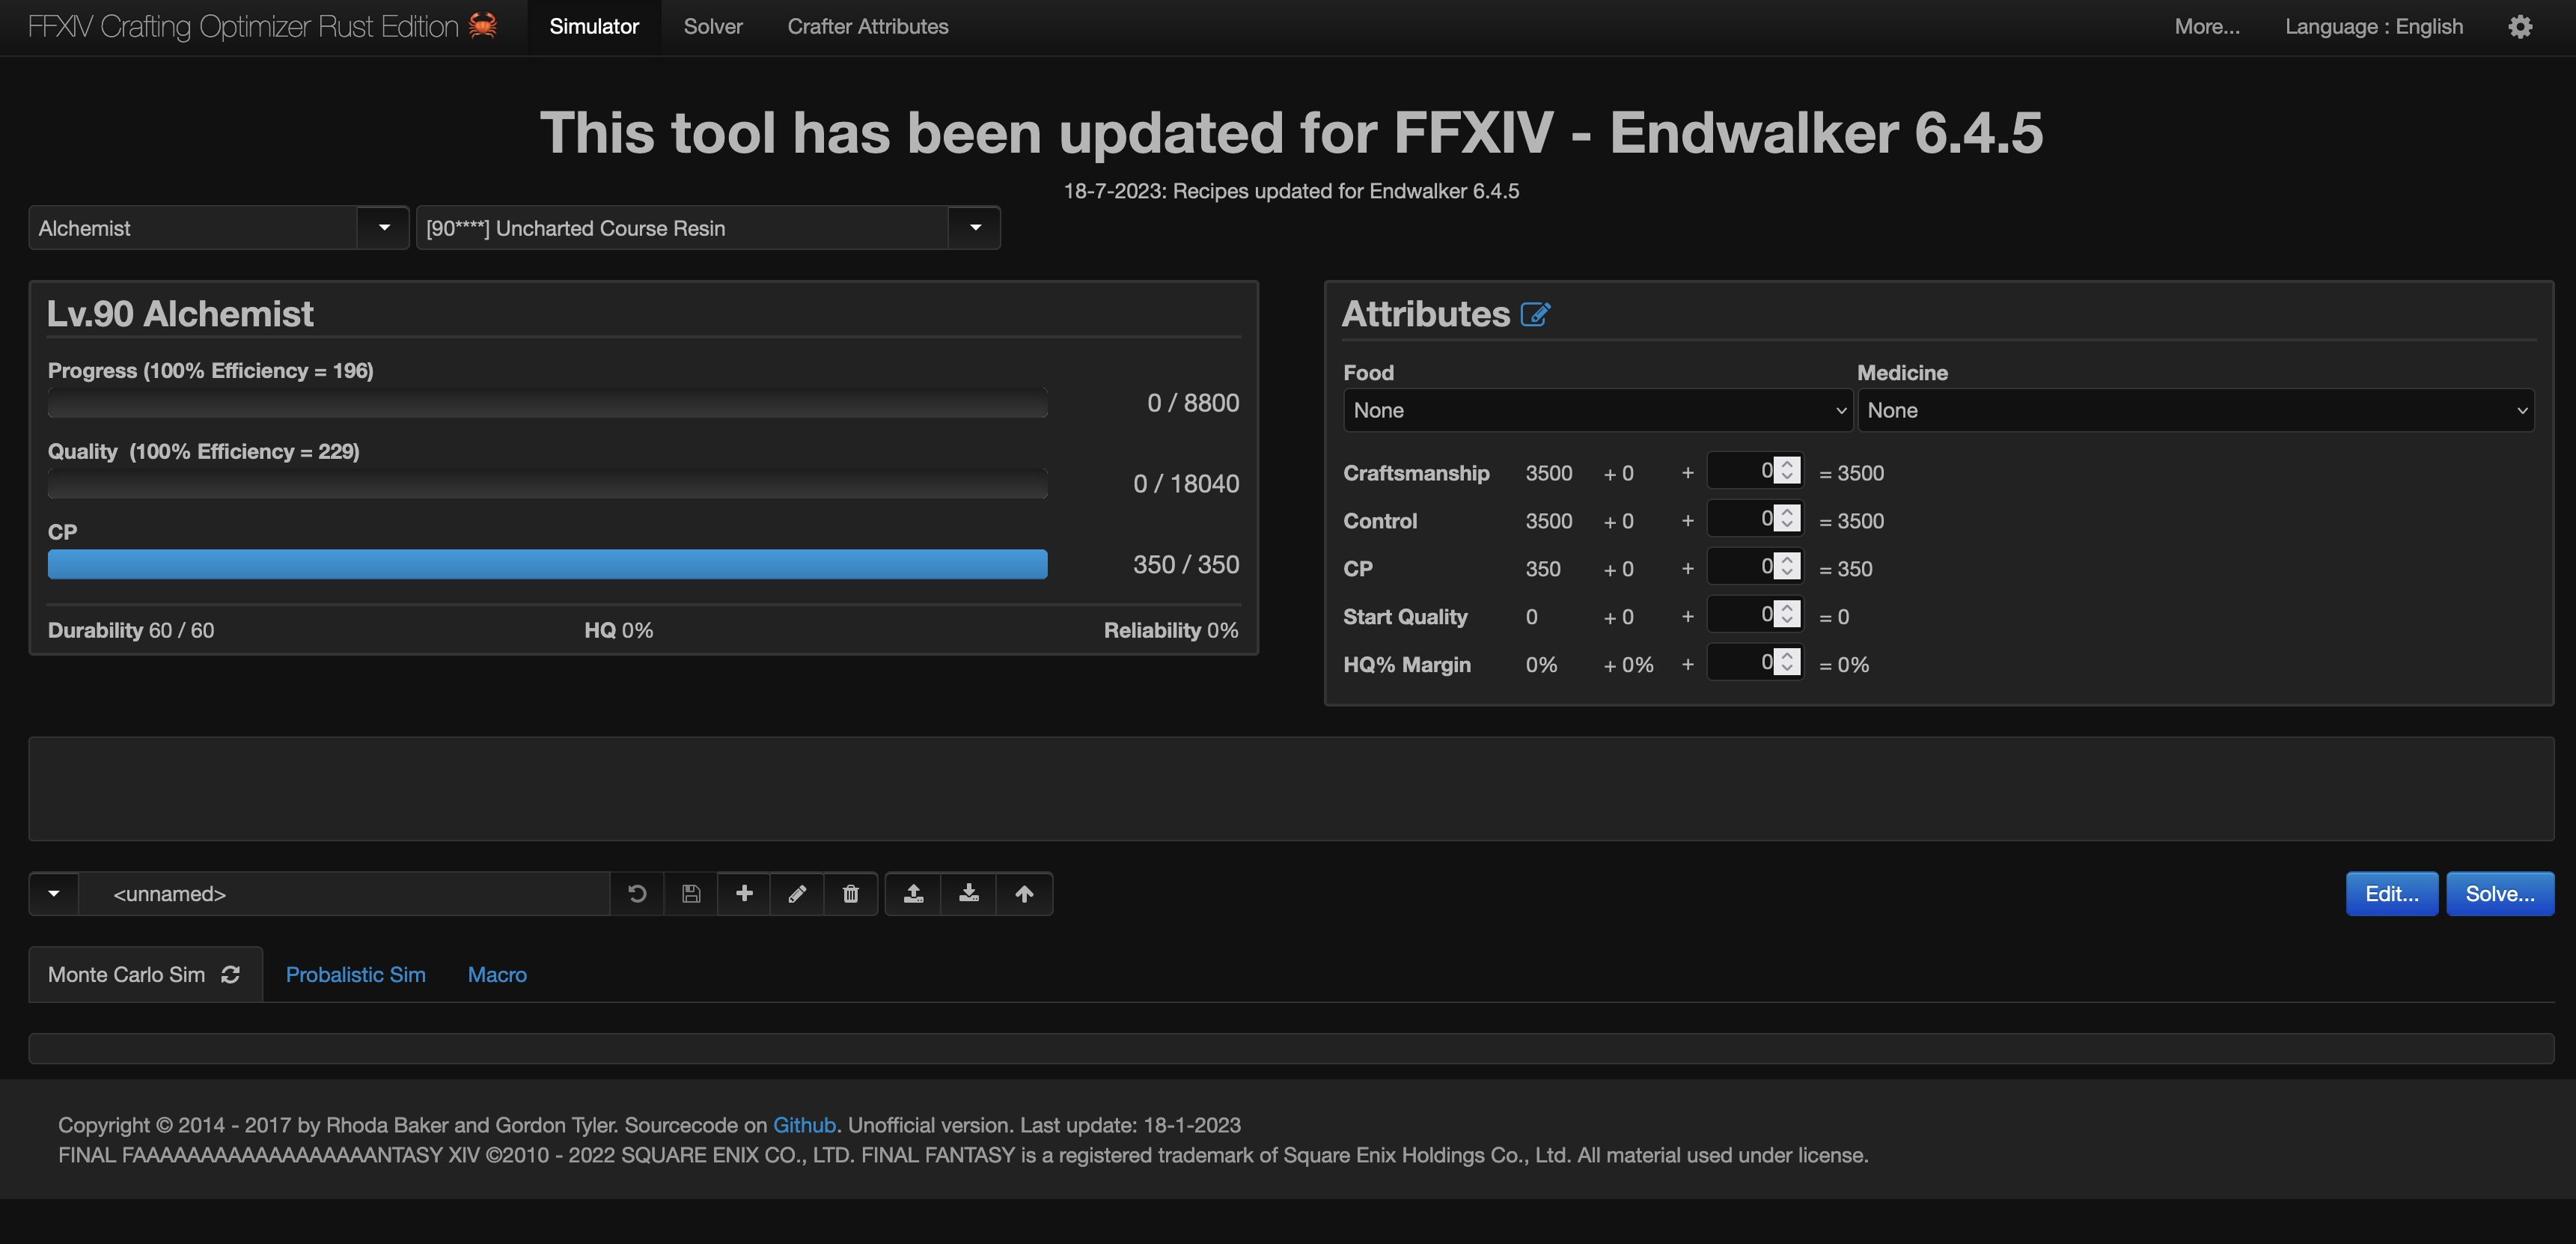 FFXIV Crafting Optimizer Rust Edition 🦀 Simulator Solver Crafter Attributes More... Language : English
This tool has been updated for FFXIV - Endwalker 6.4.5
18-7-2023: Recipes updated for Endwalker 6.4.5
Alchemist [90****] Uncharted Course Resin
Lv.90 Alchemist
Progress (100% Efficiency = 196)
0 / 8800
Quality (100% Efficiency = 229)
0 / 18040
CP
350 / 350
Durability 60 / 60 HQ 0% Reliability 0%
Attributes
Food Medicine
None None
Craftsmanship 3500 + 0 + 0 = 3500
Control 3500 + 0 + 0 = 3500
CP 350 + 0 + 0 = 350
Start Quality 0 + 0 + 0 = 0
HQ% Margin 0% + 0% + 0 = 0%
<unnamed> Edit... Solve...
Monte Carlo Sim Probalistic Sim Macro
Copyright © 2014 - 2017 by Rhoda Baker and Gordon Tyler. Sourcecode on Github. Unofficial version. Last update: 18-1-2023
FINAL FAAAAAAAAAAAAAAAAAANTASY XIV ©2010 - 2022 SQUARE ENIX CO., LTD. FINAL FANTASY is a registered trademark of Square Enix Holdings Co., Ltd. All material used under license.